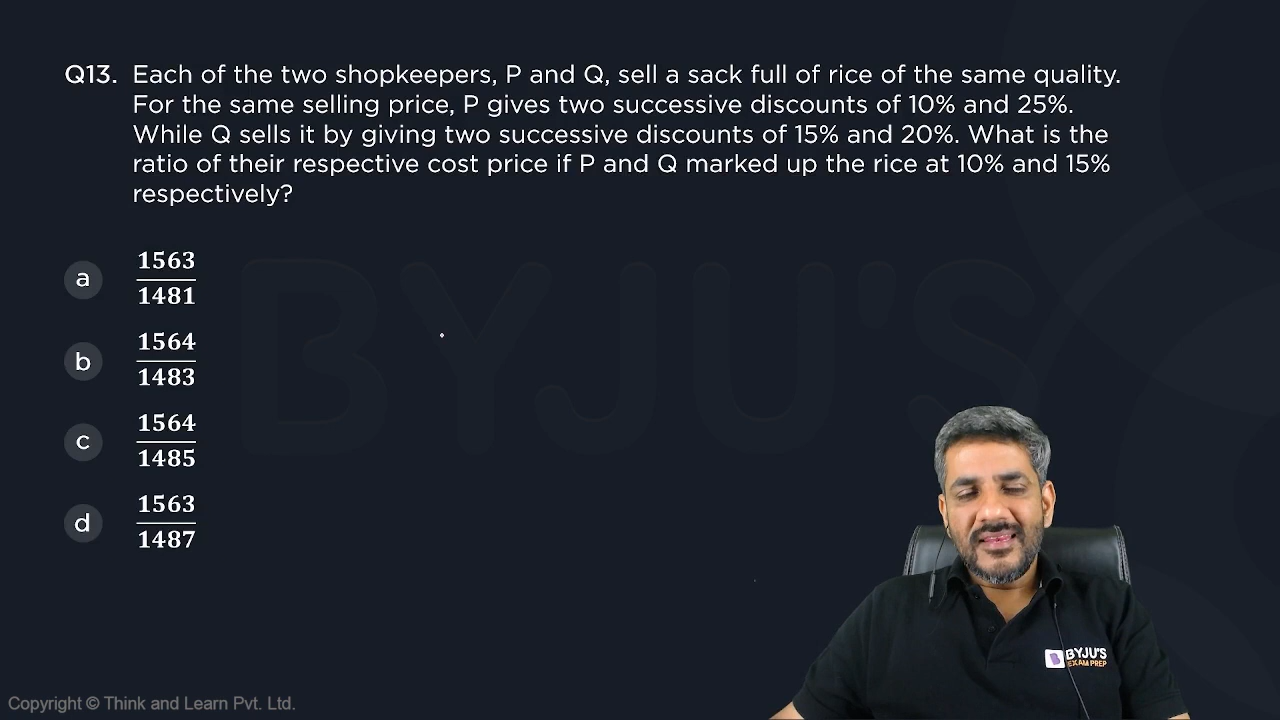 Q13. Each of the two shopkeepers, P and Q, sell a sack full of rice of the same quality.
For the same selling price, P gives two successive discounts of 10% and 25%.
While Q sells it by giving two successive discounts of 15% and 20%. What is the
ratio of their respective cost price if P and Q marked up the rice at 10% and 15%
respectively?
a 1563
1481
b 1564
1483
c 1564
1485
d 1563
1487
BYJU'S
BYJU'S
EXAM PREP
Copyright © Think and Learn Pvt. Ltd.